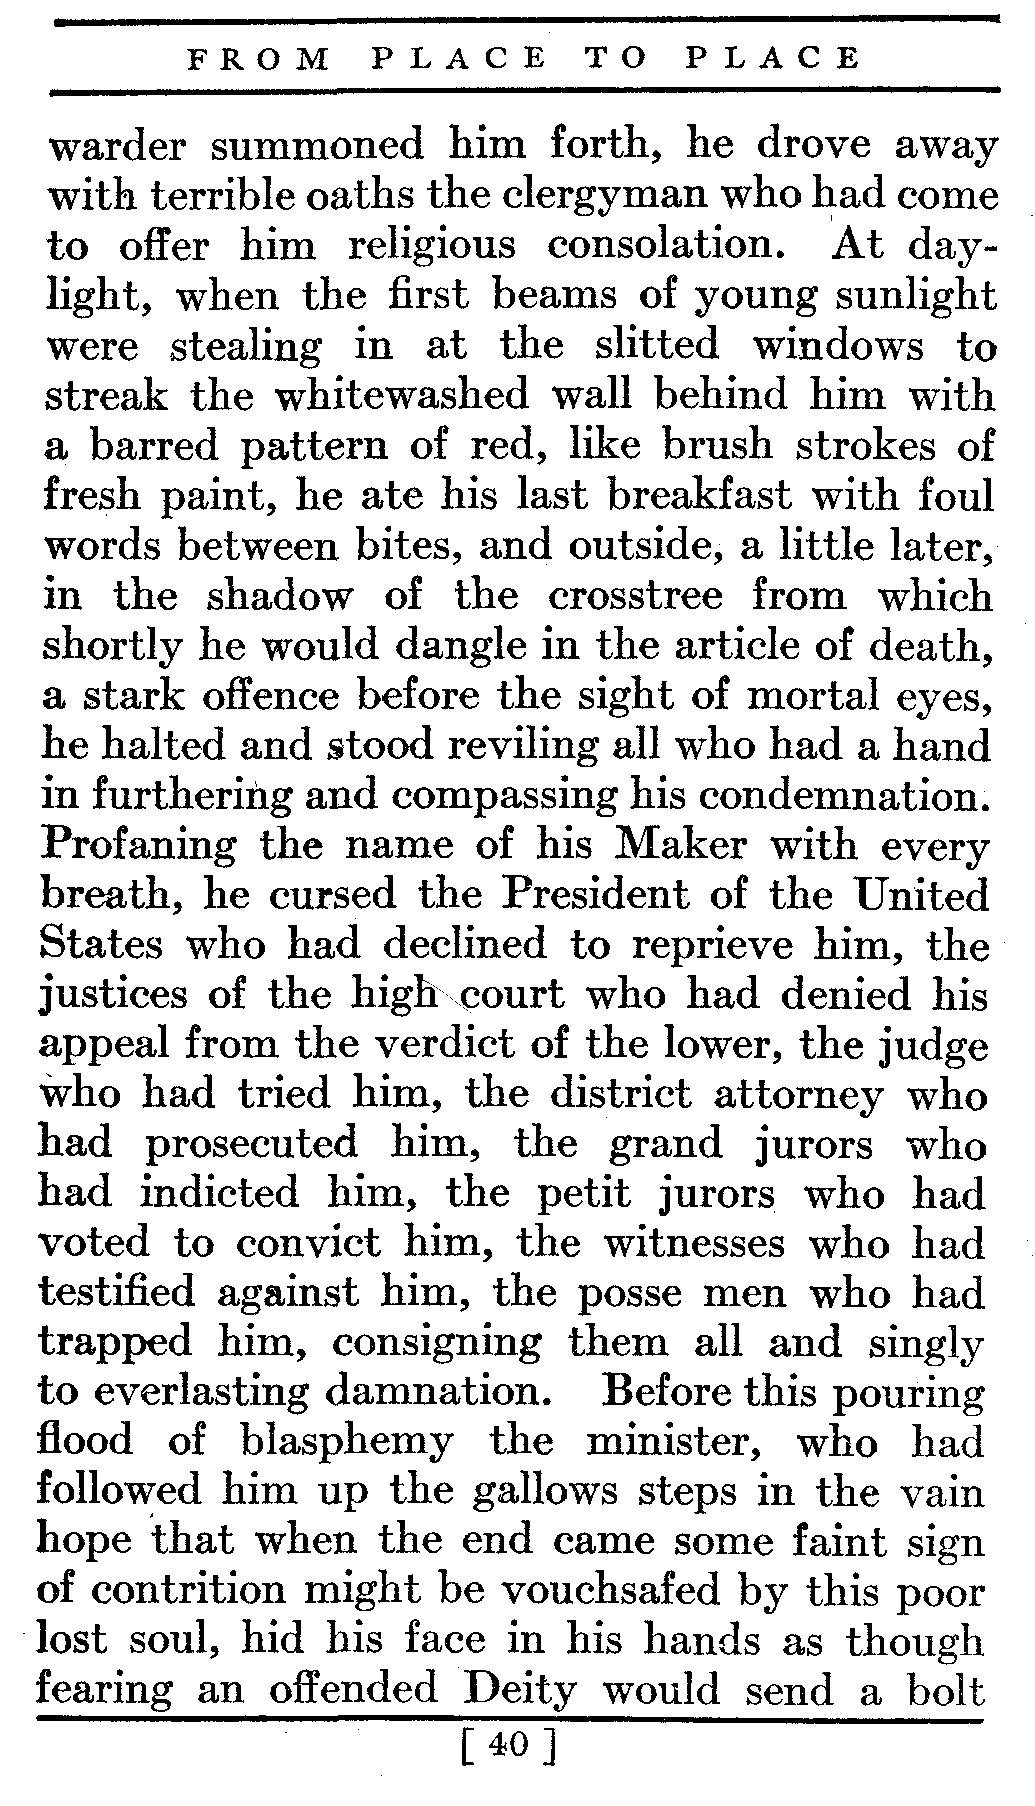 FROM PLACE TO PLACE
warder summoned him forth, he drove away
with terrible oaths the clergyman who had come
to offer him religious consolation. At day-
light, when the first beams of young sunlight
were stealing in at the slitted windows to
streak the whitewashed wall behind him with
a barred pattern of red, like brush strokes of
fresh paint, he ate his last breakfast with foul
words between bites, and outside, a little later,
in the shadow of the crosstree from which
shortly he would dangle in the article of death,
a stark offence before the sight of mortal eyes,
he halted and stood reviling all who had a hand
in furthering and compassing his condemnation.
Profaning the name of his Maker with every
breath, he cursed the President of the United
States who had declined to reprieve him, the
justices of the high court who had denied his
appeal from the verdict of the lower, the judge
who had tried him, the district attorney who
had prosecuted him, the grand jurors who
had indicted him, the petit jurors who had
voted to convict him, the witnesses who had
testified against him, the posse men who had
trapped him, consigning them all and singly
to everlasting damnation. Before this pouring
flood of blasphemy the minister, who had
followed him up the gallows steps in the vain
hope that when the end came some faint sign
of contrition might be vouchsafed by this poor
lost soul, hid his face in his hands as though
fearing an offended Deity would send a bolt
[ 40 ]